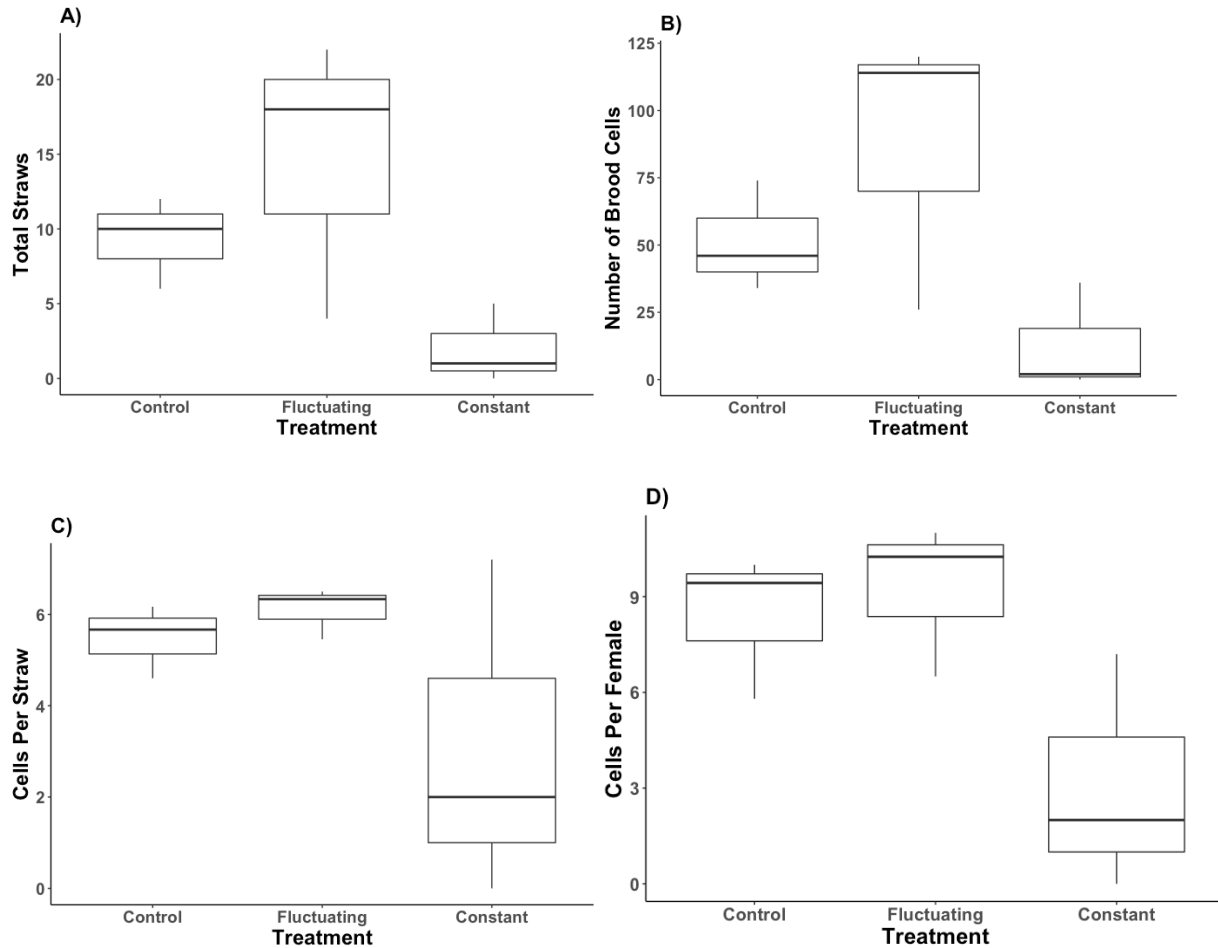 A)
Total Straws
20
15
10
5
0
Control Fluctuating Constant
Treatment
B)
Number of Brood Cells
125
100
75
50
25
0
Control Fluctuating Constant
Treatment
C)
Cells Per Straw
6
4
2
0
Control Fluctuating Constant
Treatment
D)
Cells Per Female
9
6
3
0
Control Fluctuating Constant
Treatment